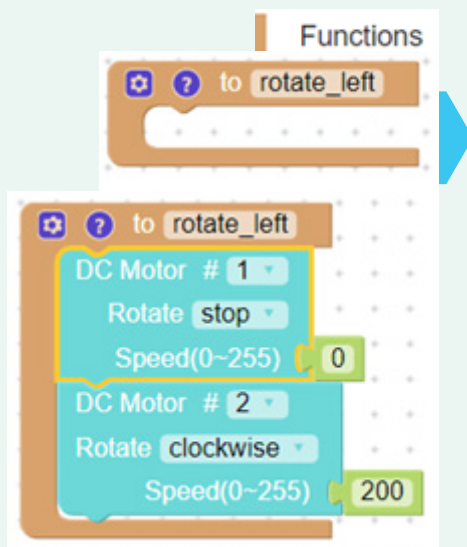 Functions
? to rotate_left
? to rotate_left
DC Motor # 1
Rotate stop
Speed(0~255) 0
DC Motor # 2
Rotate clockwise
Speed(0~255) 200